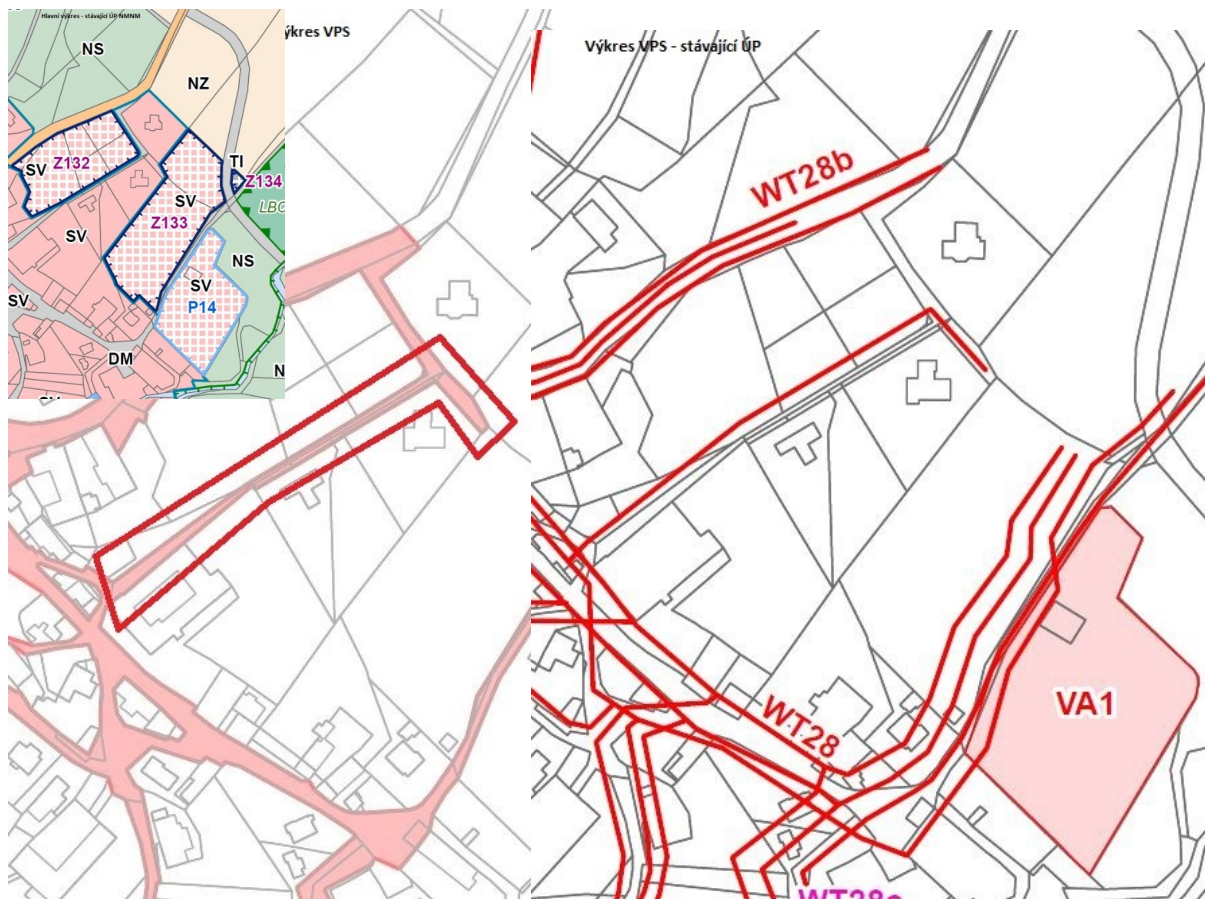 Hlavní výkres - stávající ÚP NMNM
ýkres VPS
Výkres VPS - stávající ÚP
NS
NZ
SV
Z132
TI
Z134
SV
LBC
Z133
SV
NS
SV
SV
P14
DM
WT28b
WT28
VA1